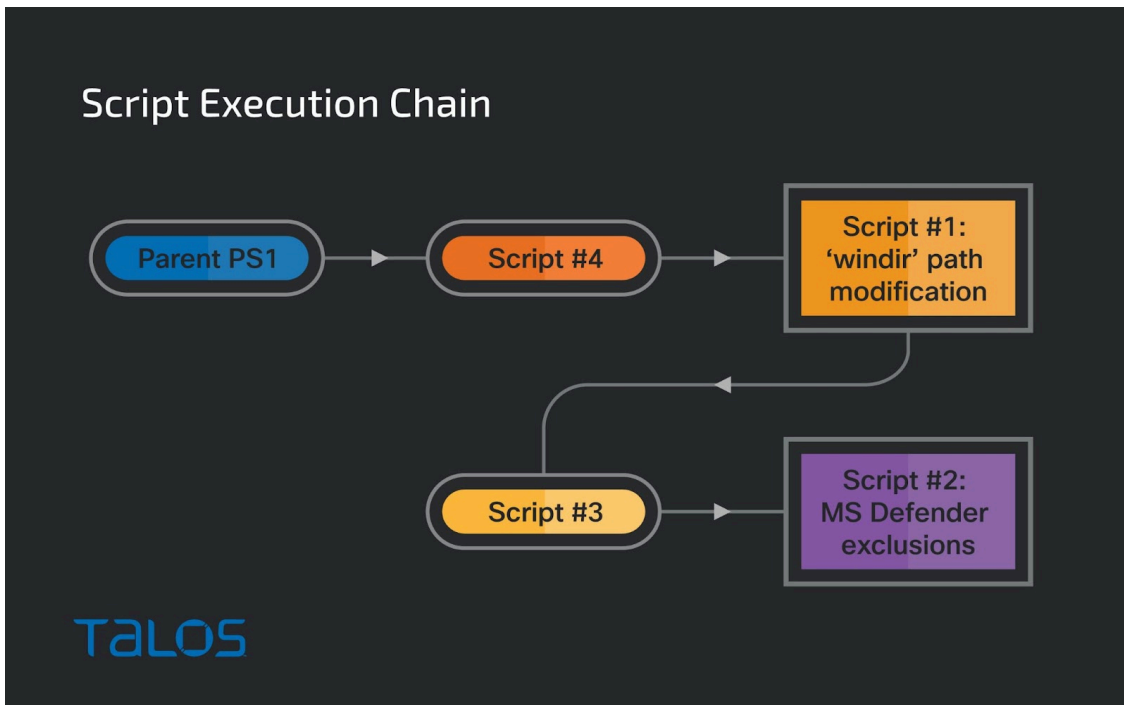 Script Execution Chain
Parent PS1
Script #4
Script #1:
‘windir’ path
modification
Script #3
Script #2:
MS Defender
exclusions
TALOS